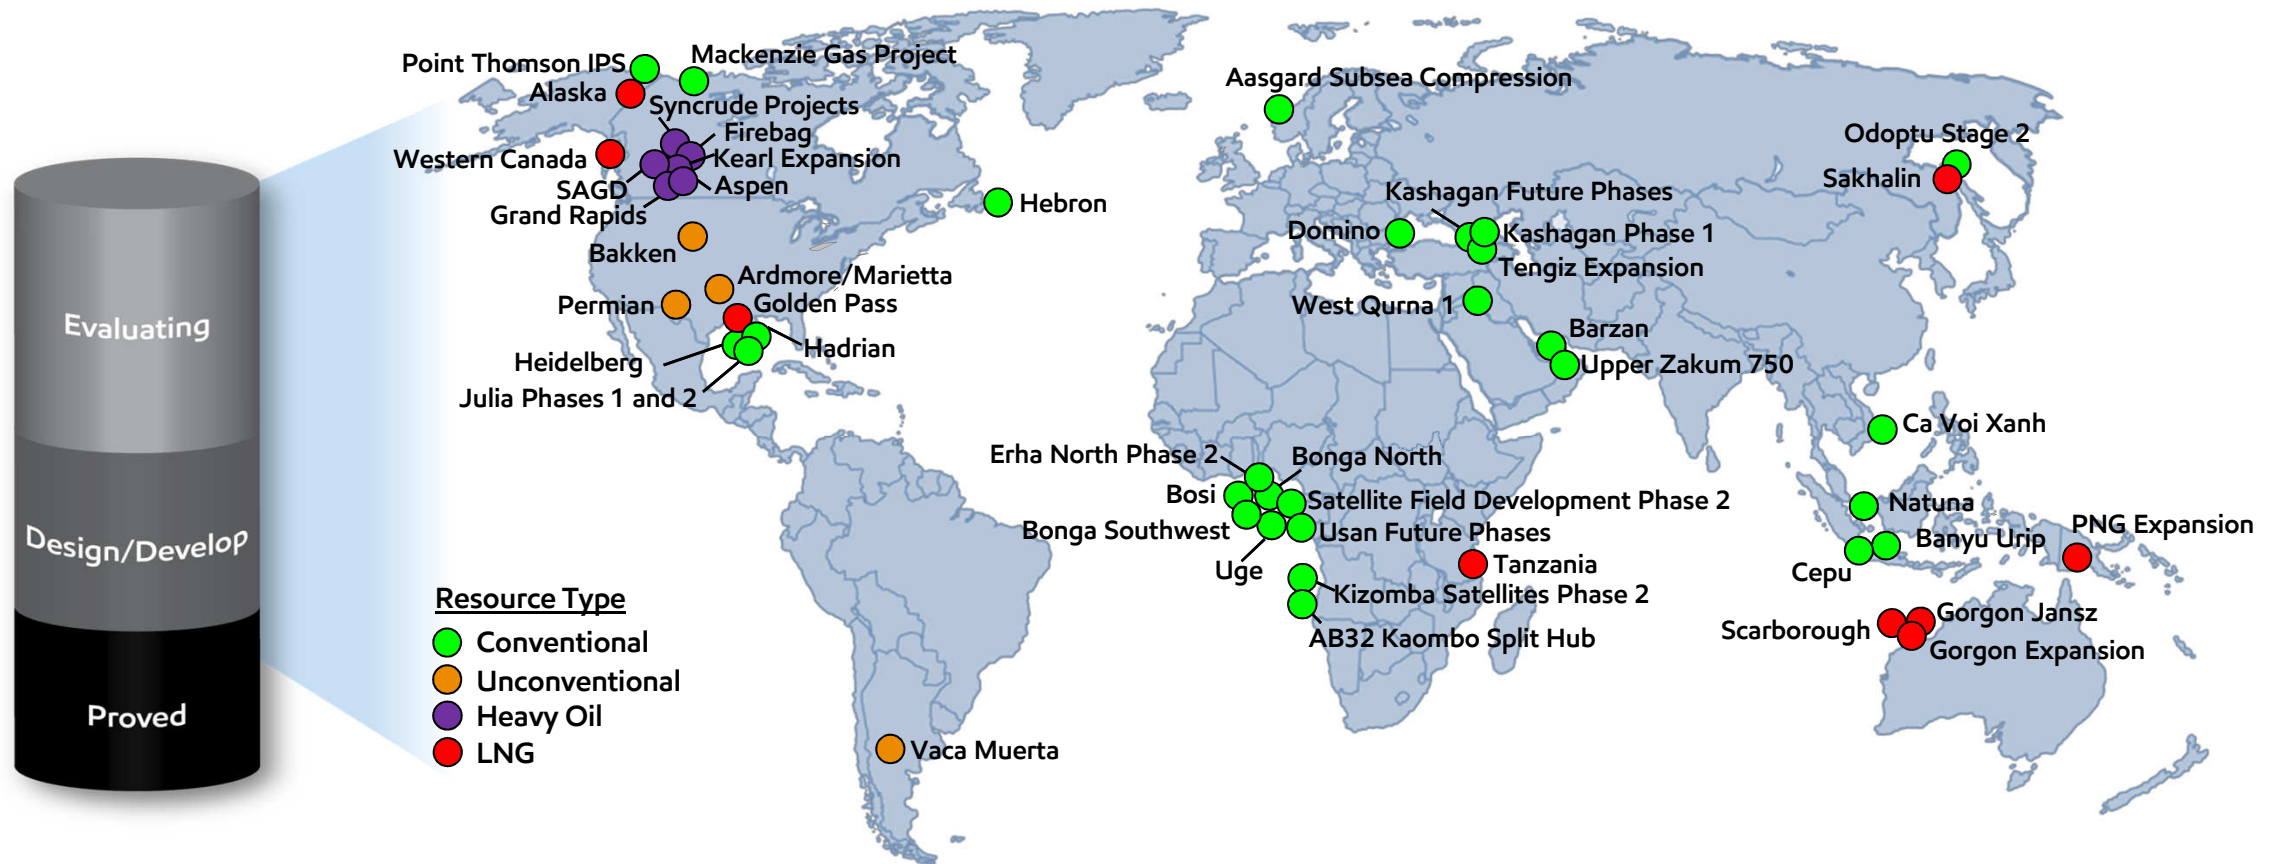 Evaluating
Design/Develop
Proved
Point Thomson IPS
Mackenzie Gas Project
Alaska
Syncrude Projects
Firebag
Western Canada
Kearl Expansion
SAGD
Aspen
Grand Rapids
Bakken
Hebron
Ardmore/Marietta
Permian
Golden Pass
Heidelberg
Hadrian
Julia Phases 1 and 2
Vaca Muerta
Resource Type
Conventional
Unconventional
Heavy Oil
LNG
Aasgard Subsea Compression
Odoptu Stage 2
Sakhalin
Kashagan Future Phases
Domino
Kashagan Phase 1
Tengiz Expansion
West Qurna 1
Barzan
Upper Zakum 750
Ca Voi Xanh
Erha North Phase 2
Bonga North
Bosi
Satellite Field Development Phase 2
Bonga Southwest
Usan Future Phases
Uge
Tanzania
Kizomba Satellites Phase 2
AB32 Kaombo Split Hub
Natuna
PNG Expansion
Banyu Urip
Cepu
Scarborough
Gorgon Jansz
Gorgon Expansion